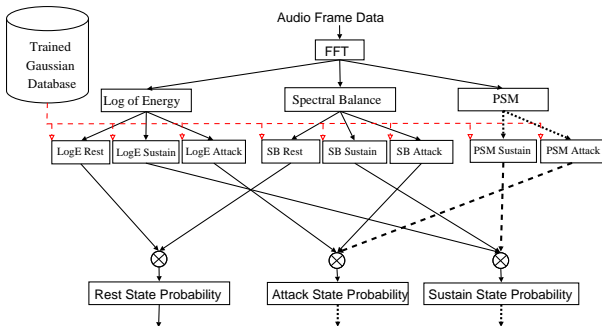 Audio Frame Data
Trained
Gaussian
Database
FFT
Log of Energy
Spectral Balance
PSM
LogE Rest
LogE Sustain
LogE Attack
SB Rest
SB Sustain
SB Attack
PSM Sustain
PSM Attack
Rest State Probability
Attack State Probability
Sustain State Probability